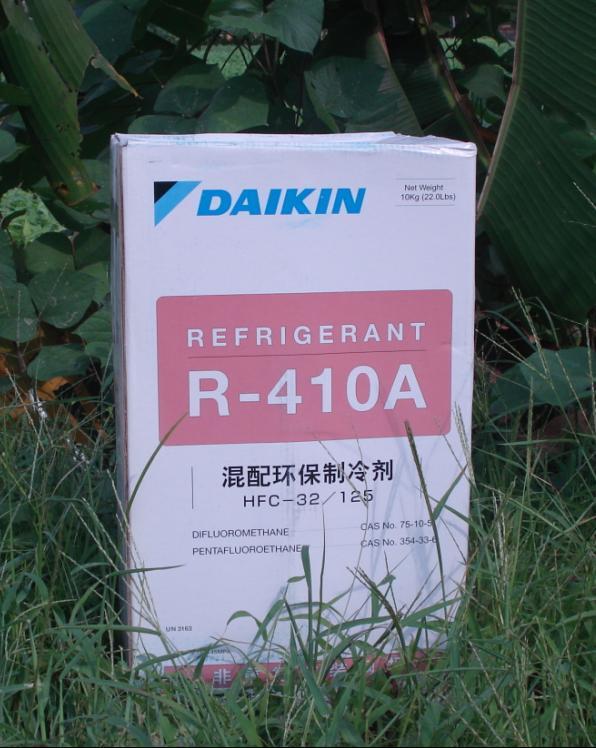 DAIKIN
Net Weight
10Kg (22.0Lbs)
REFRIGERANT
R-410A
混配环保制冷剂
HFC-32/125
DIFLUOROMETHANE CAS No. 75-10-5
PENTAFLUOROETHANE CAS No. 354-33-6
UN 3163
非